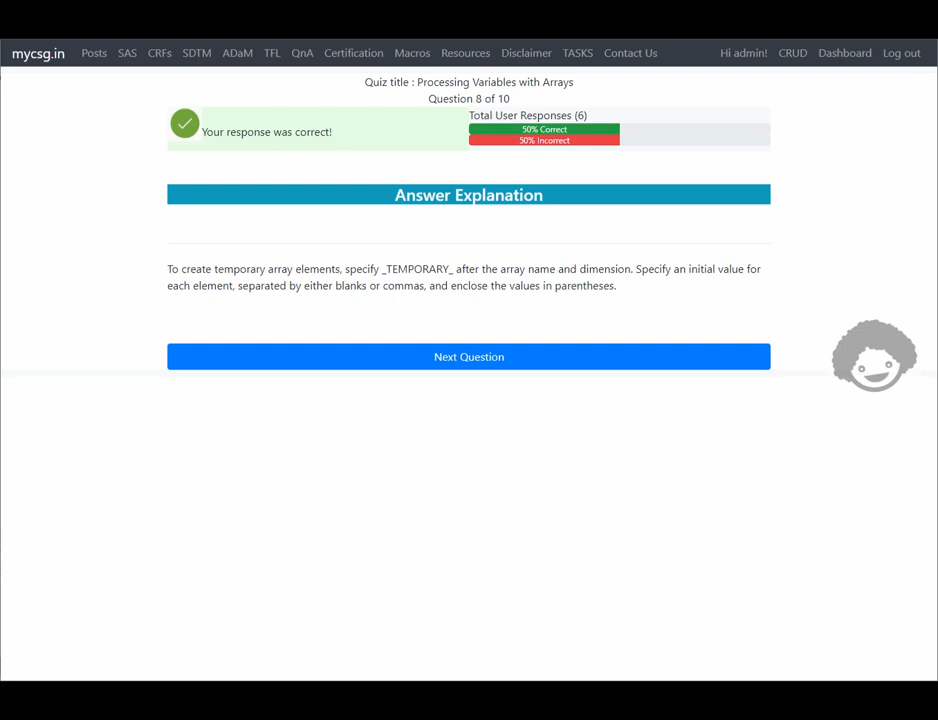 mycsg.in Posts SAS CRFs SDTM ADaM TFL QnA Certification Macros Resources Disclaimer TASKS Contact Us Hi admin! CRUD Dashboard Log out
Quiz title : Processing Variables with Arrays
Question 8 of 10
Your response was correct!
Total User Responses (6)
50% Correct
50% Incorrect
Answer Explanation
To create temporary array elements, specify _TEMPORARY_ after the array name and dimension. Specify an initial value for
each element, separated by either blanks or commas, and enclose the values in parentheses.
Next Question